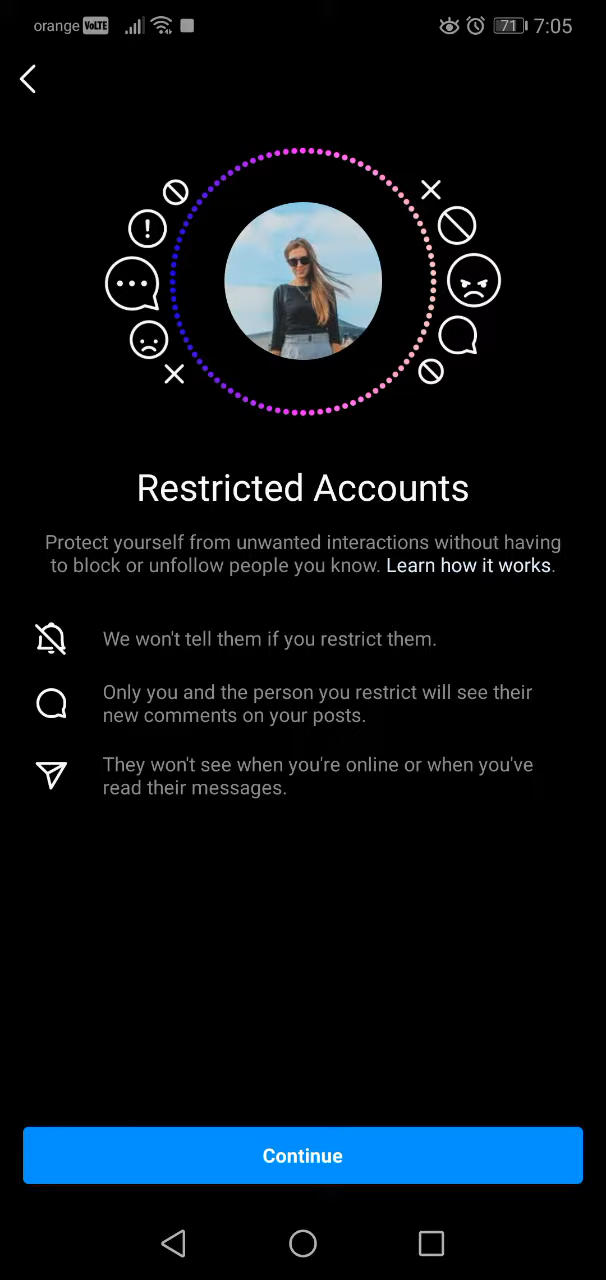 orange VoLTE 71 7:05
Restricted Accounts
Protect yourself from unwanted interactions without having
to block or unfollow people you know. Learn how it works.
We won't tell them if you restrict them.
Only you and the person you restrict will see their
new comments on your posts.
They won't see when you're online or when you've
read their messages.
Continue